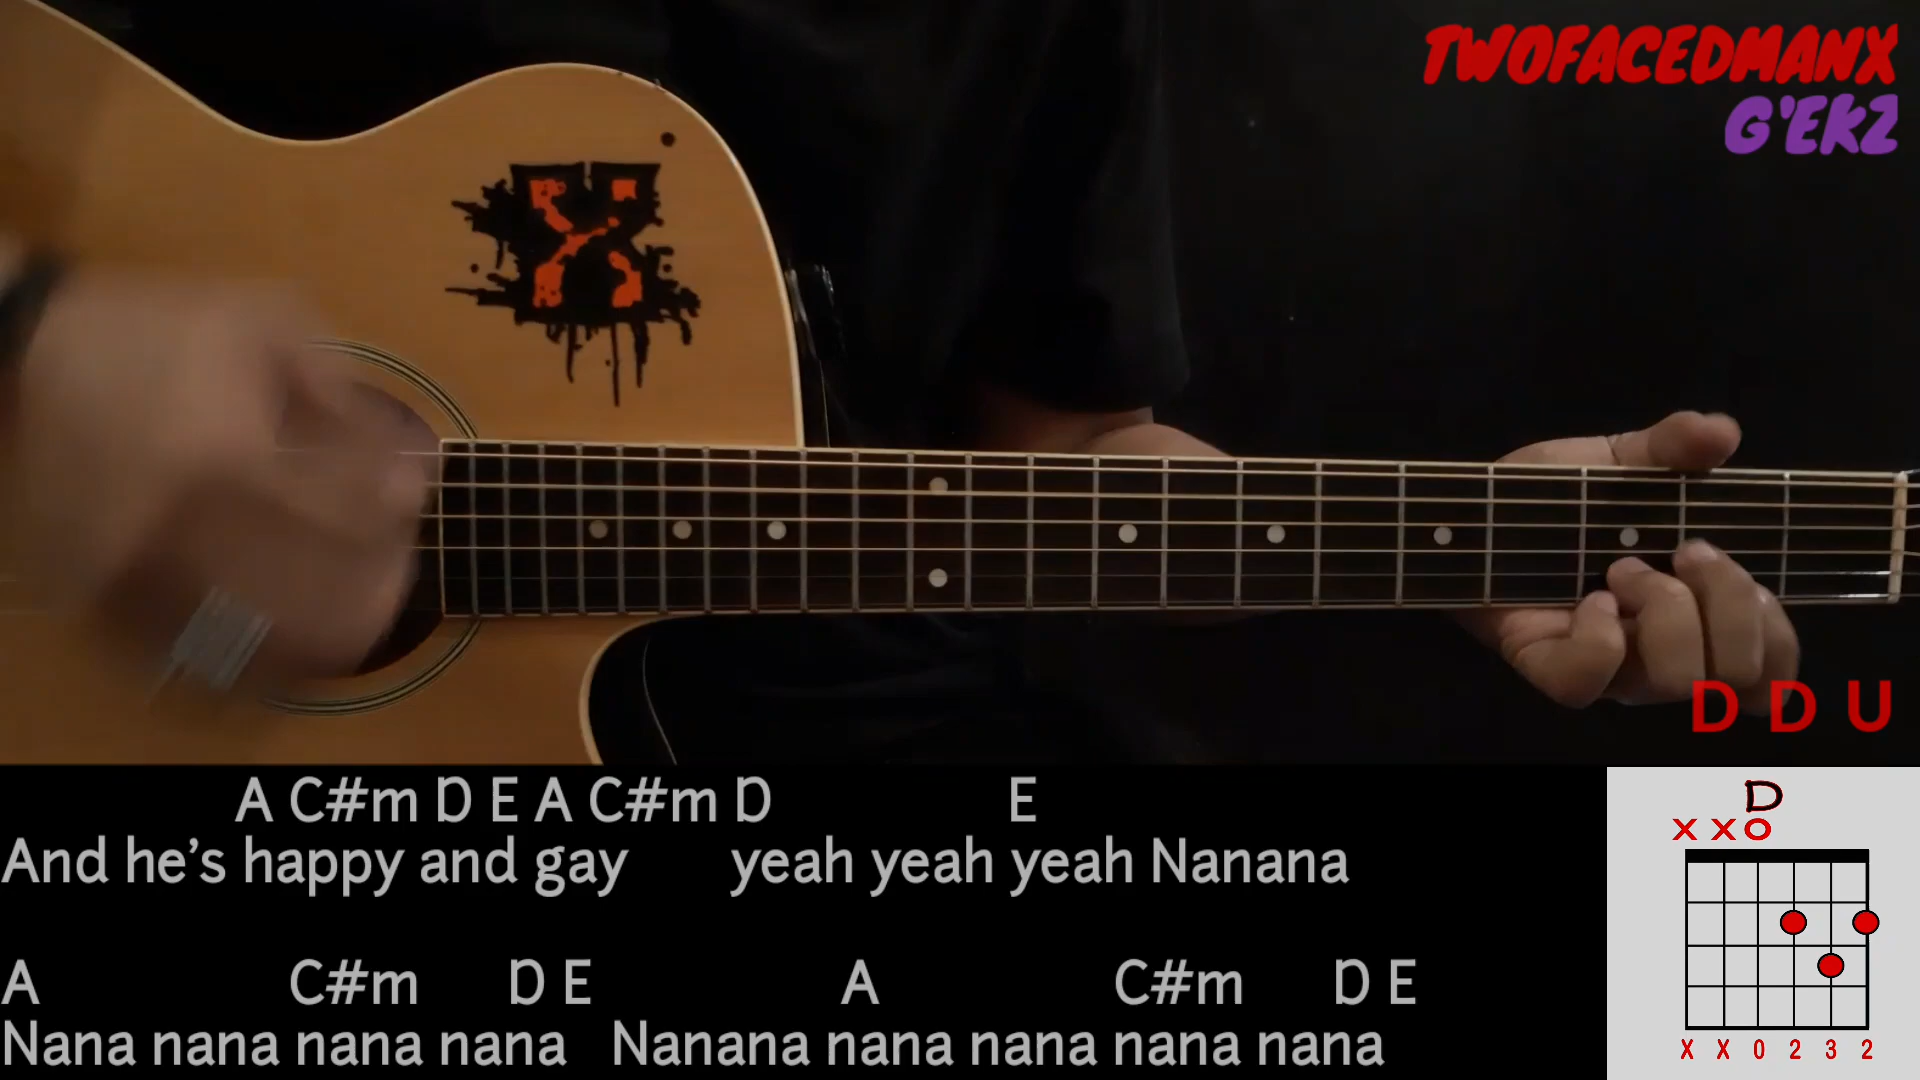 TWOFACEDMANX
G'EKZ
D D U
A C#m D E A C#m D E
And he's happy and gay yeah yeah yeah Nanana
A C#m D E A C#m D E
Nana nana nana nana Nanana nana nana nana nana
D
x x o
X X 0 2 3 2